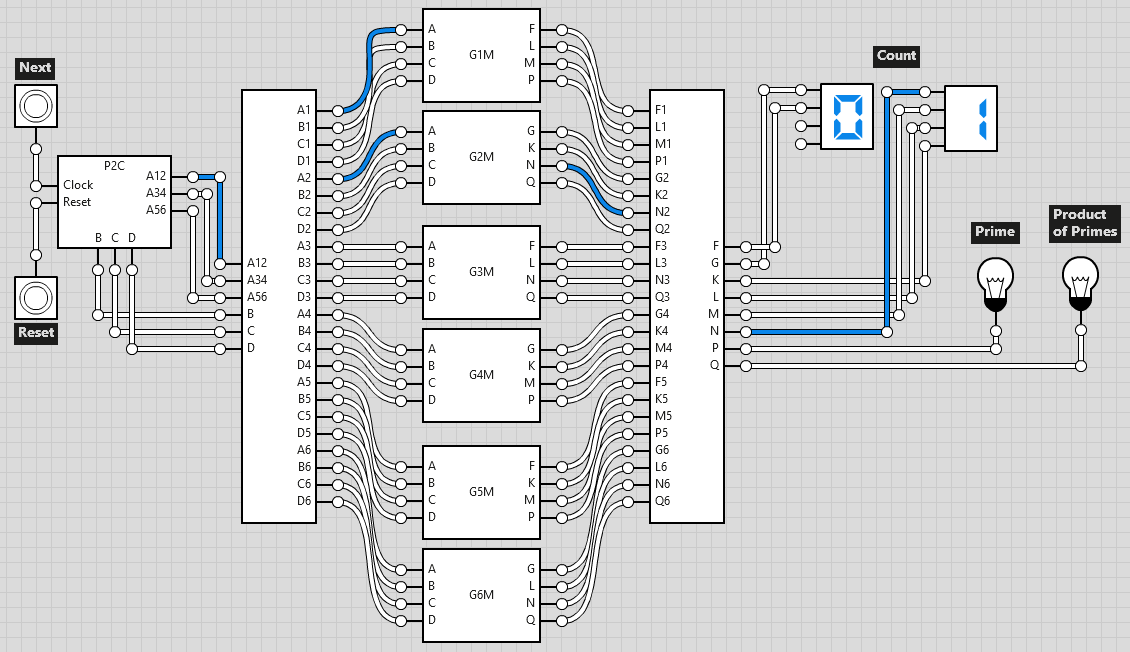 Next
Reset
P2C
Clock
Reset
A12
A34
A56
B C D
A12
A34
A56
B
C
D
A1
B1
C1
D1
A2
B2
C2
D2
A3
B3
C3
D3
A4
B4
C4
D4
A5
B5
C5
D5
A6
B6
C6
D6
G1M
A F
B L
C M
D P
G2M
A G
B K
C N
D Q
G3M
A F
B L
C N
D Q
G4M
A G
B K
C M
D P
G5M
A F
B K
C M
D P
G6M
A G
B L
C N
D Q
F1
L1
M1
P1
G2
K2
N2
Q2
F3
L3
N3
Q3
G4
K4
M4
P4
F5
K5
M5
P5
G6
L6
N6
Q6
F
G
K
L
M
N
P
Q
Count
0 1
Prime
Product
of Primes